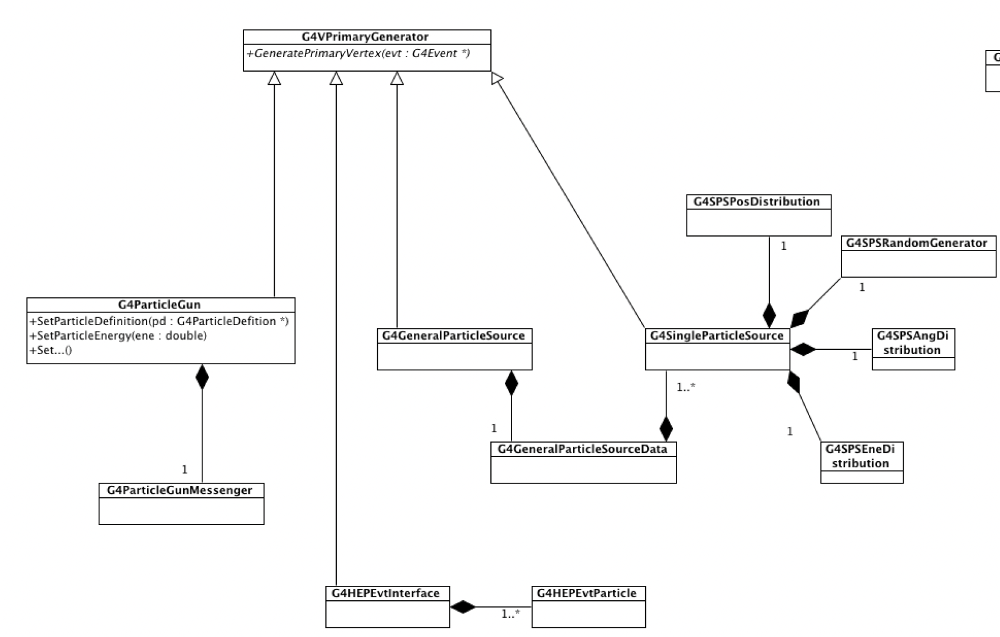 G4VPrimaryGenerator
+GeneratePrimaryVertex(evt : G4Event *)
G
G4SPSPosDistribution
1
G4SPSRandomGenerator
1
G4ParticleGun
+SetParticleDefinition(pd : G4ParticleDefition *)
+SetParticleEnergy(ene : double)
+Set...()
G4GeneralParticleSource
G4SingleParticleSource
G4SPSAngDi
stribution
1
1..*
1
1
G4GeneralParticleSourceData
G4SPSEneDi
stribution
1
G4ParticleGunMessenger
G4HEPEvtInterface
G4HEPEvtParticle
1..*